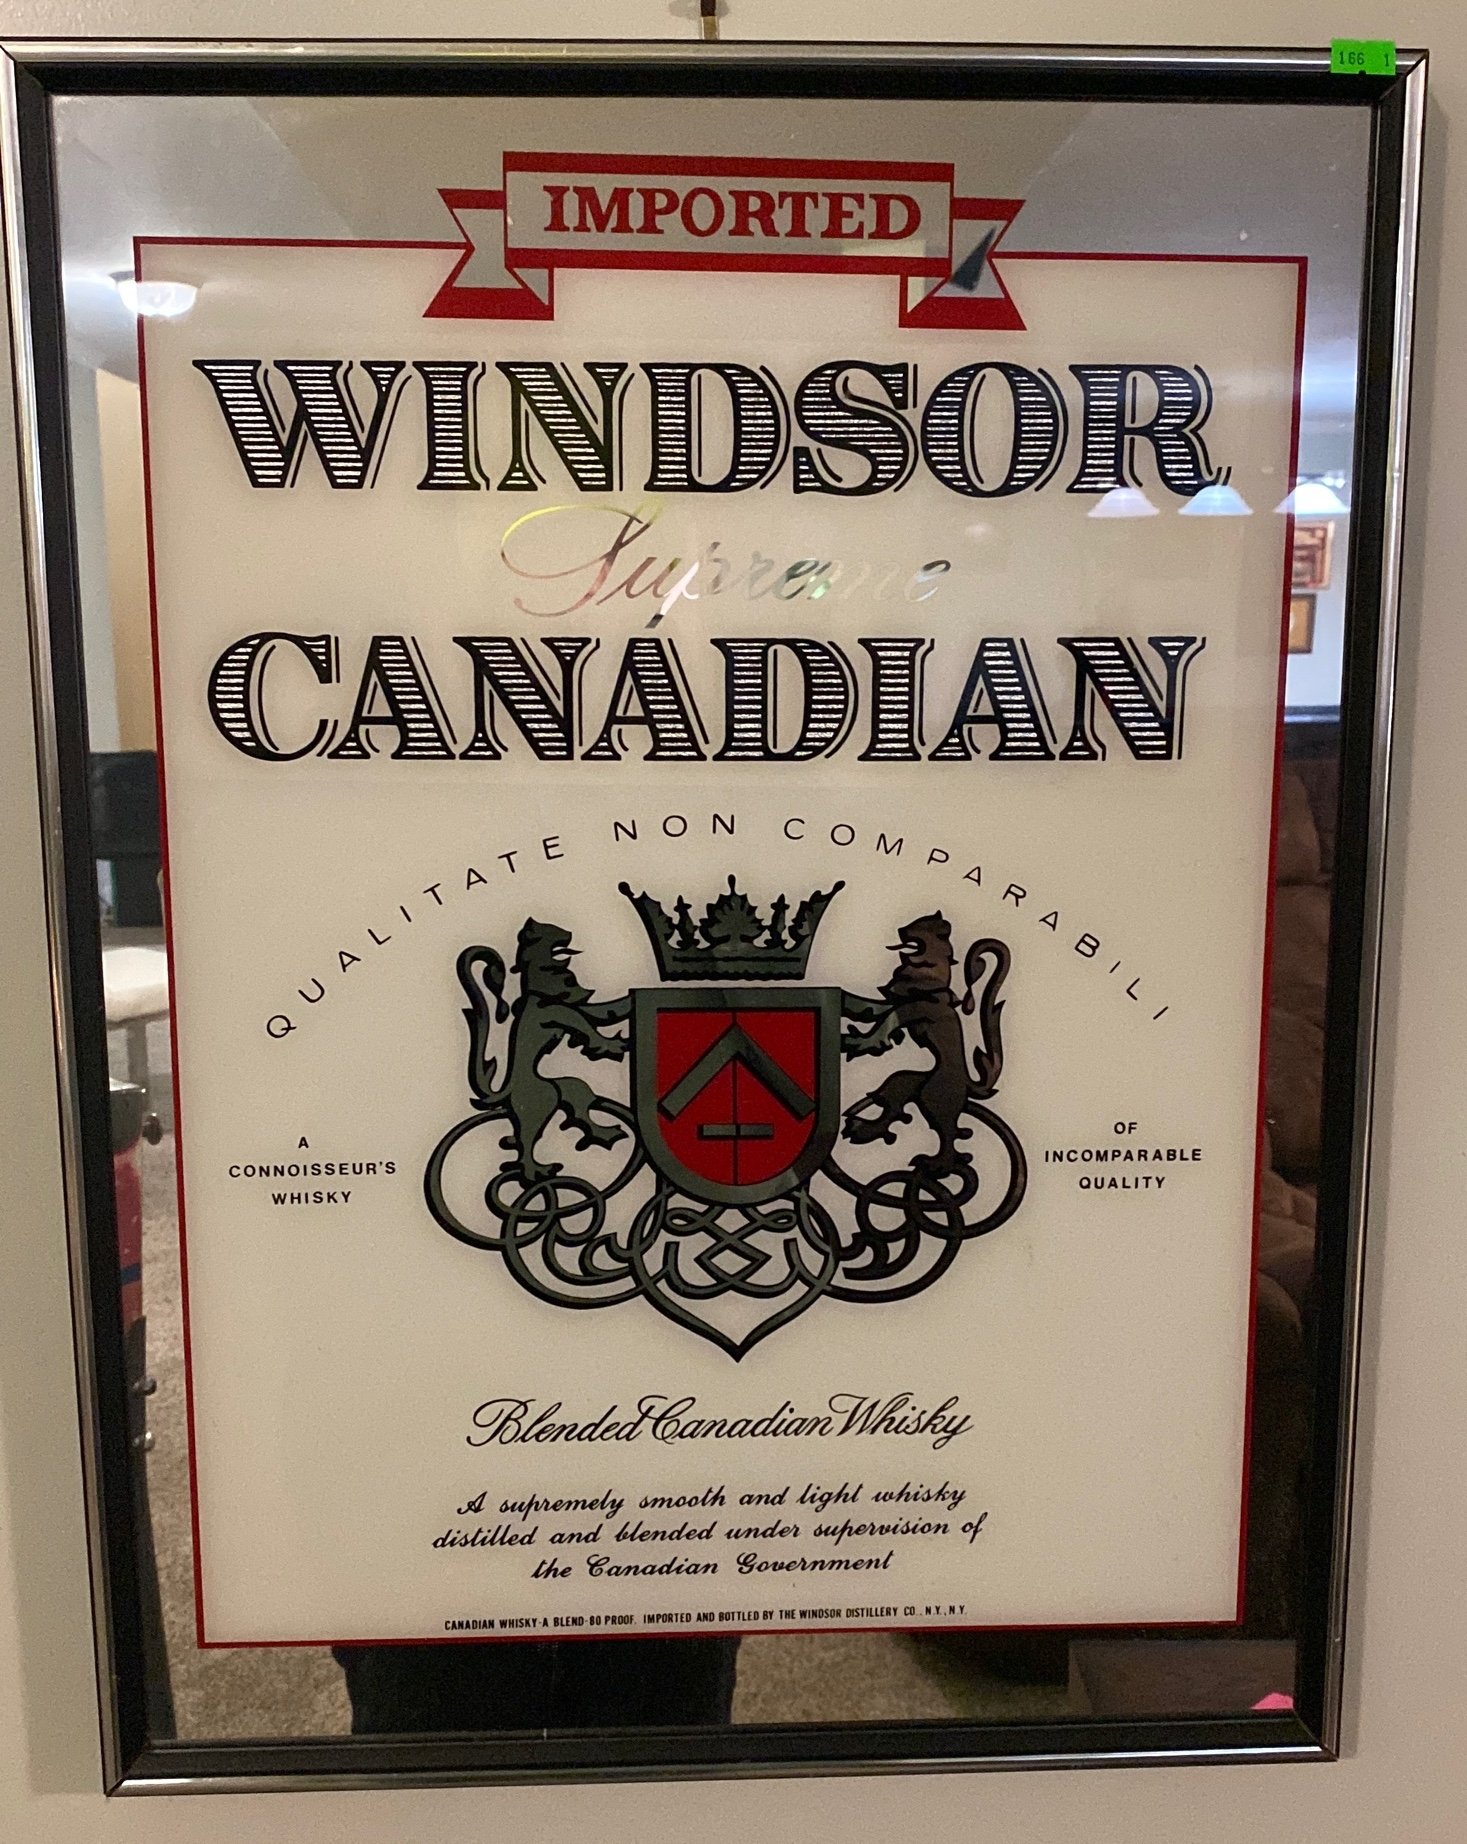 166 1
IMPORTED
WINDSOR
Supreme
CANADIAN
QUALITATE NON COMPARABILI
A
CONNOISSEUR'S
WHISKY
OF
INCOMPARABLE
QUALITY
Blended Canadian Whisky
A supremely smooth and light whisky
distilled and blended under supervision of
the Canadian Government
CANADIAN WHISKY-A BLEND-80 PROOF. IMPORTED AND BOTTLED BY THE WINDSOR DISTILLERY CO., N.Y., N.Y.